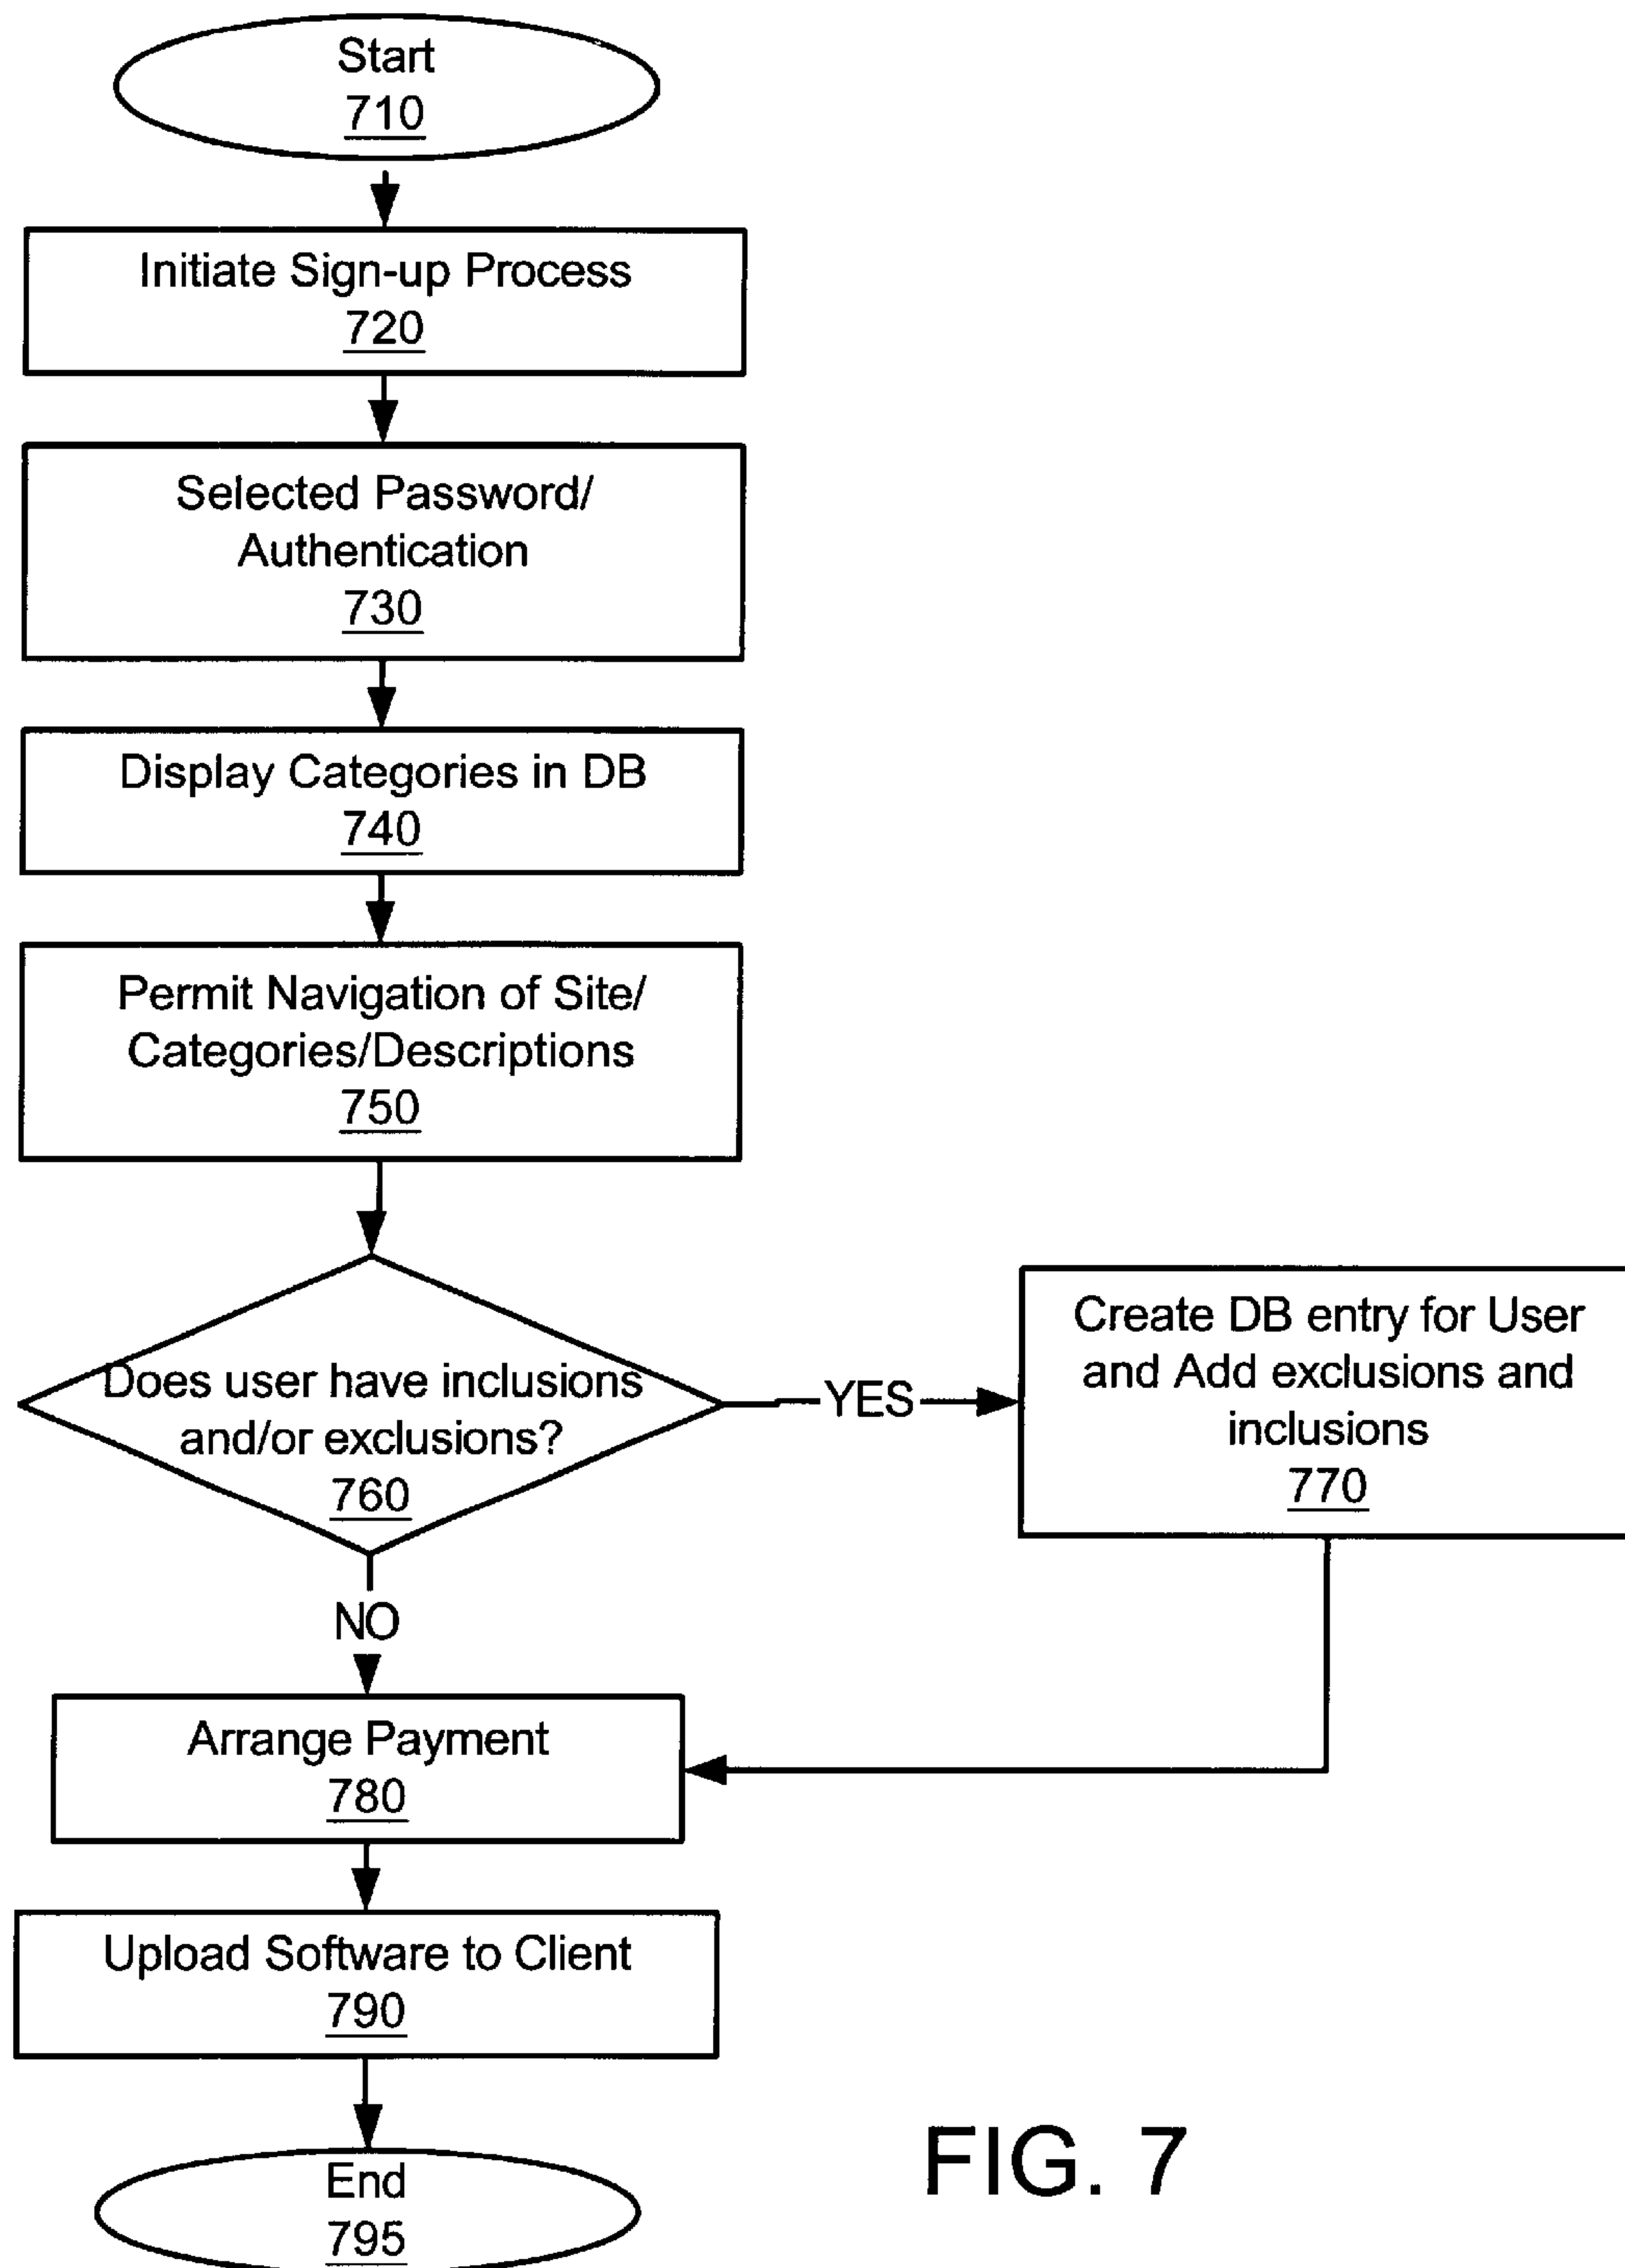 Start
710
Initiate Sign-up Process
720
Selected Password/
Authentication
730
Display Categories in DB
740
Permit Navigation of Site/
Categories/Descriptions
750
Does user have inclusions
and/or exclusions?
760
YES
Create DB entry for User
and Add exclusions and
inclusions
770
NO
Arrange Payment
780
Upload Software to Client
790
End
795
FIG. 7